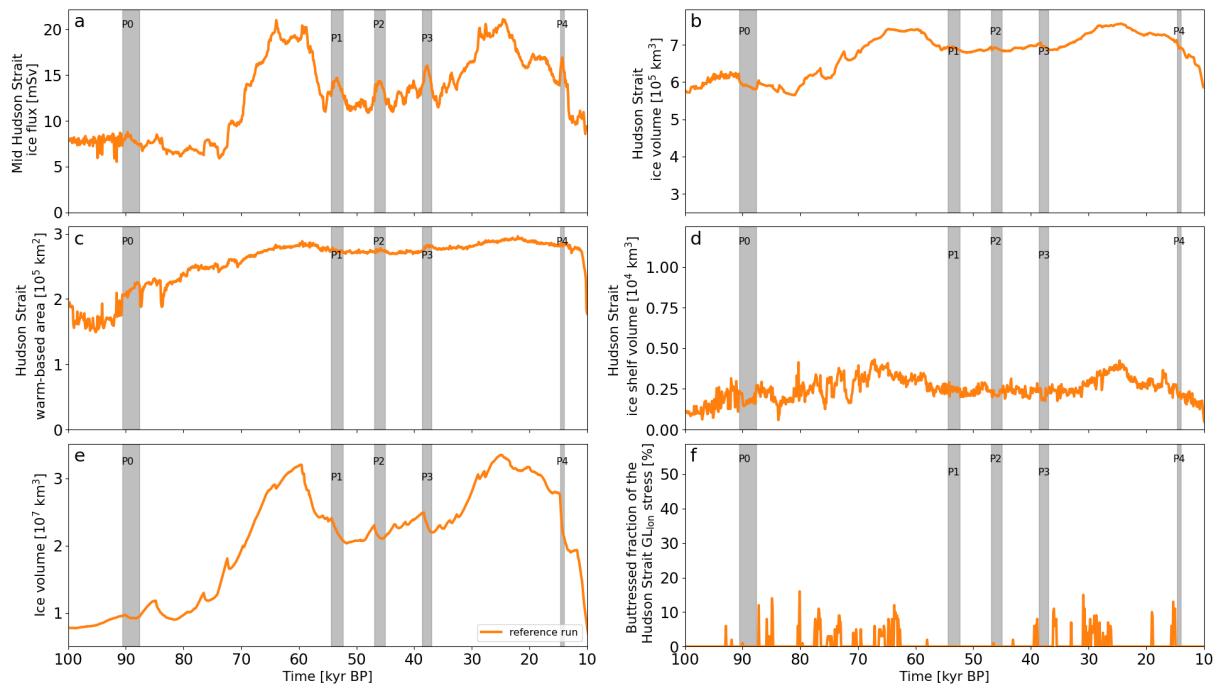 a
P0
P1
P2
P3
P4
20
15
10
5
0
Mid Hudson Strait
ice flux [mSv]
b
P0
P1
P2
P3
P4
7
6
5
4
3
Hudson Strait
ice volume [10⁵ km³]
c
P0
P1
P2
P3
P4
3
2
1
0
Hudson Strait
warm-based area [10⁵ km²]
d
P0
P1
P2
P3
P4
1.00
0.75
0.50
0.25
0.00
Hudson Strait
ice shelf volume [10⁴ km³]
e
P0
P1
P2
P3
P4
3
2
1
Ice volume [10⁷ km³]
reference run
100 90 80 70 60 50 40 30 20 10
Time [kyr BP]
f
P0
P1
P2
P3
P4
50
40
30
20
10
0
Buttressed fraction of the
Hudson Strait GL_lon stress [%]
100 90 80 70 60 50 40 30 20 10
Time [kyr BP]